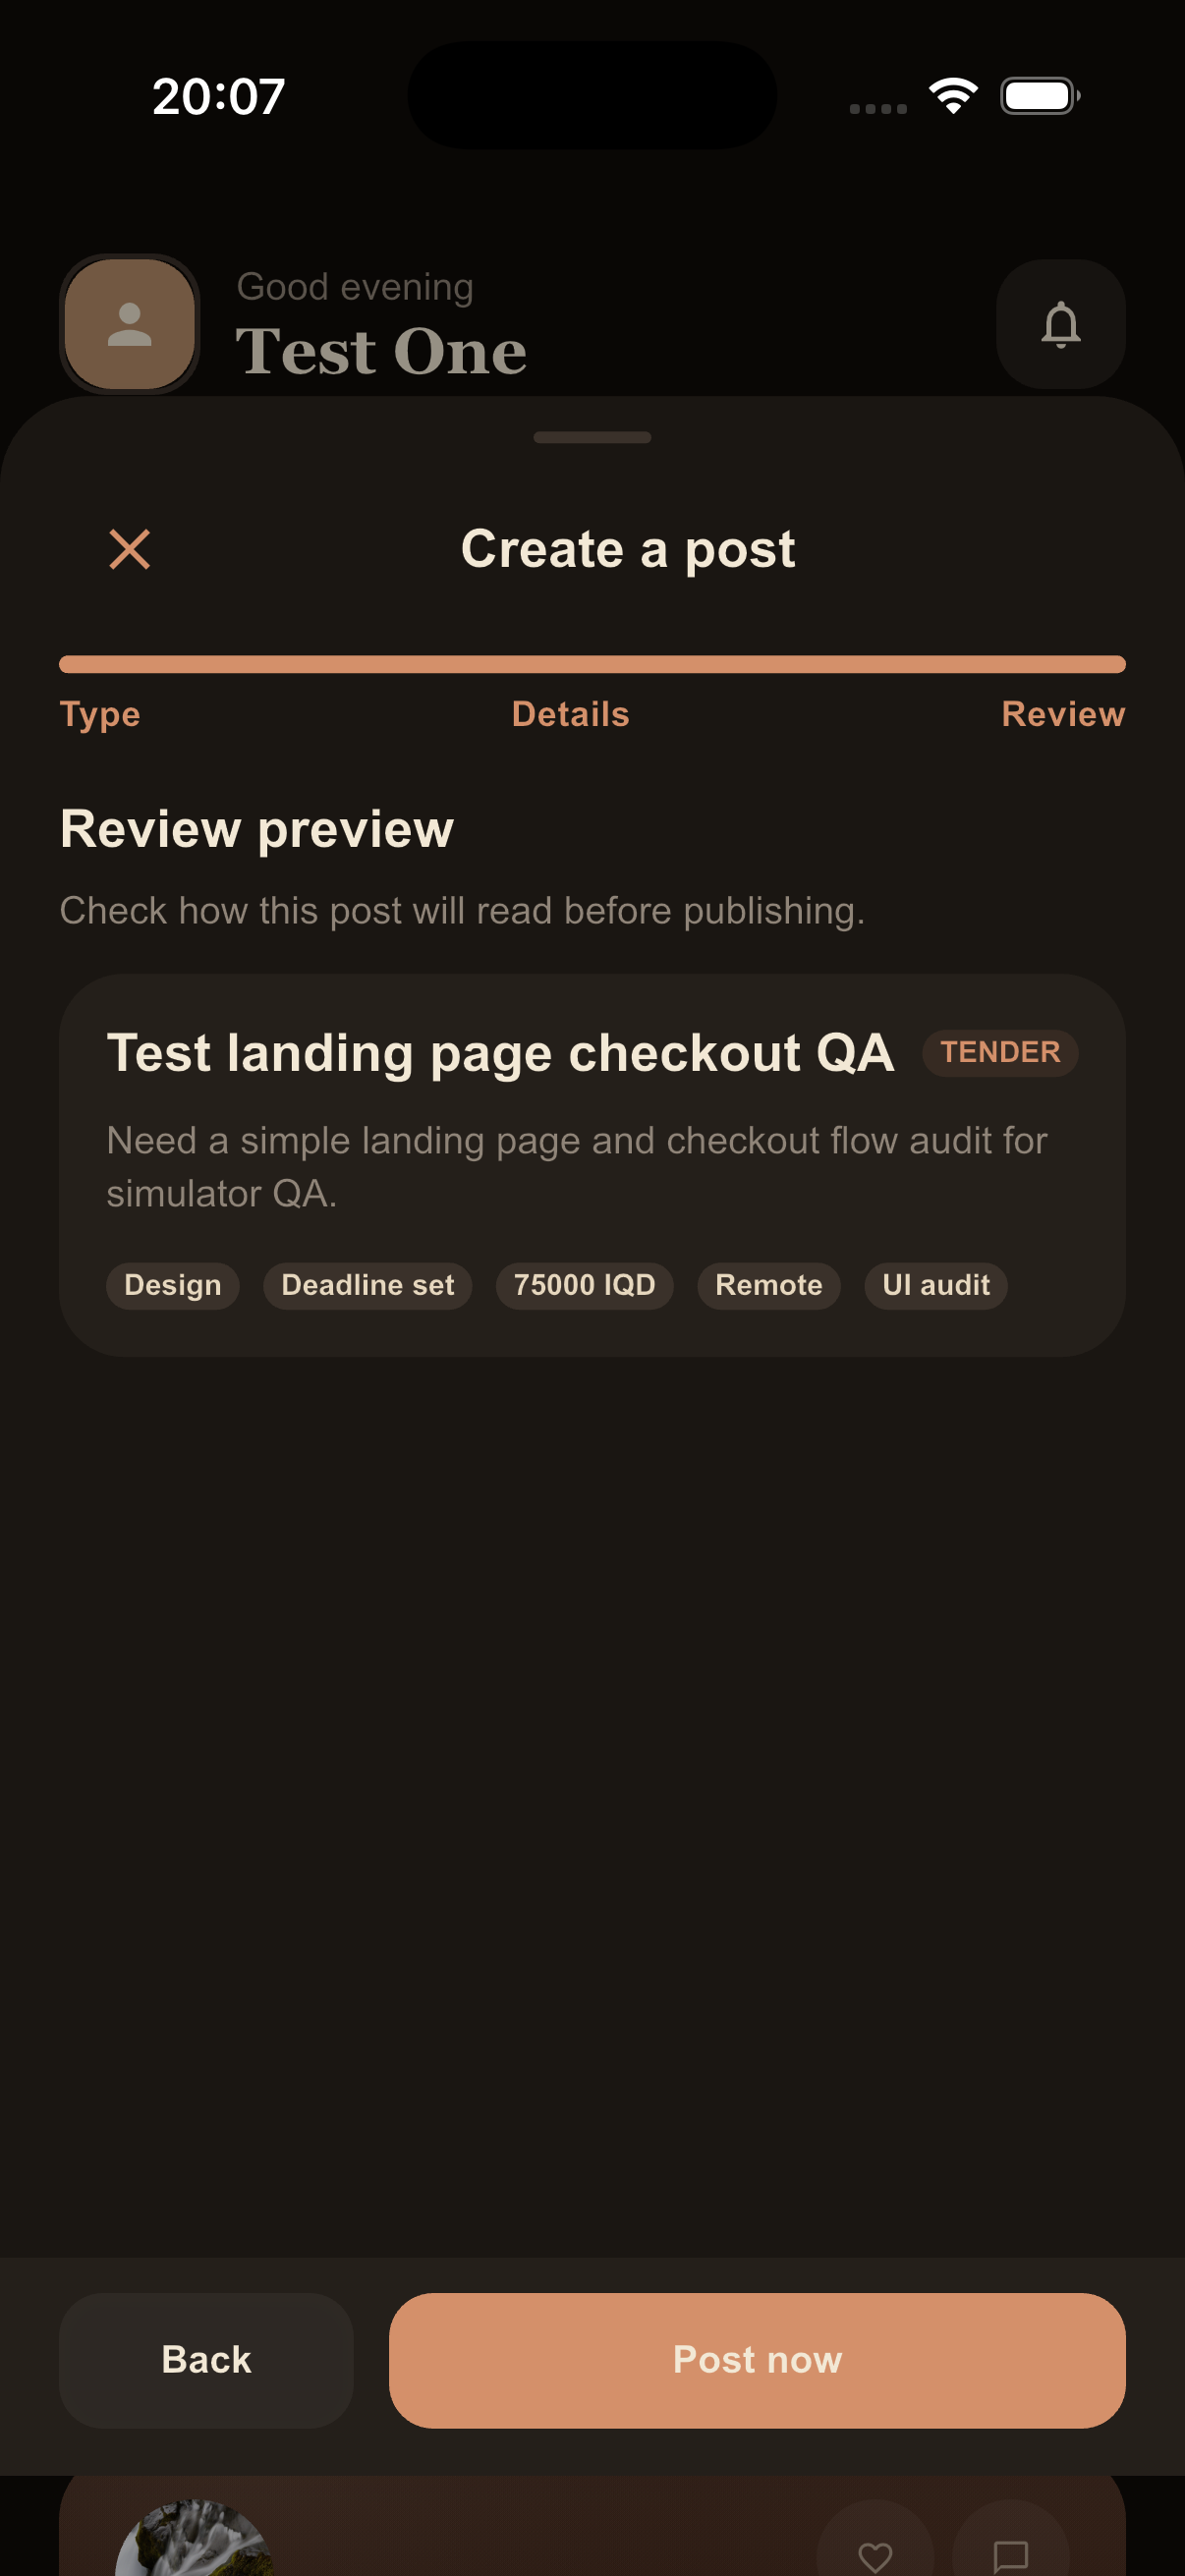 20:07
Good evening
Test One
Create a post
Type Details Review
Review preview
Check how this post will read before publishing.
Test landing page checkout QA TENDER
Need a simple landing page and checkout flow audit for
simulator QA.
Design Deadline set 75000 IQD Remote UI audit
Back Post now